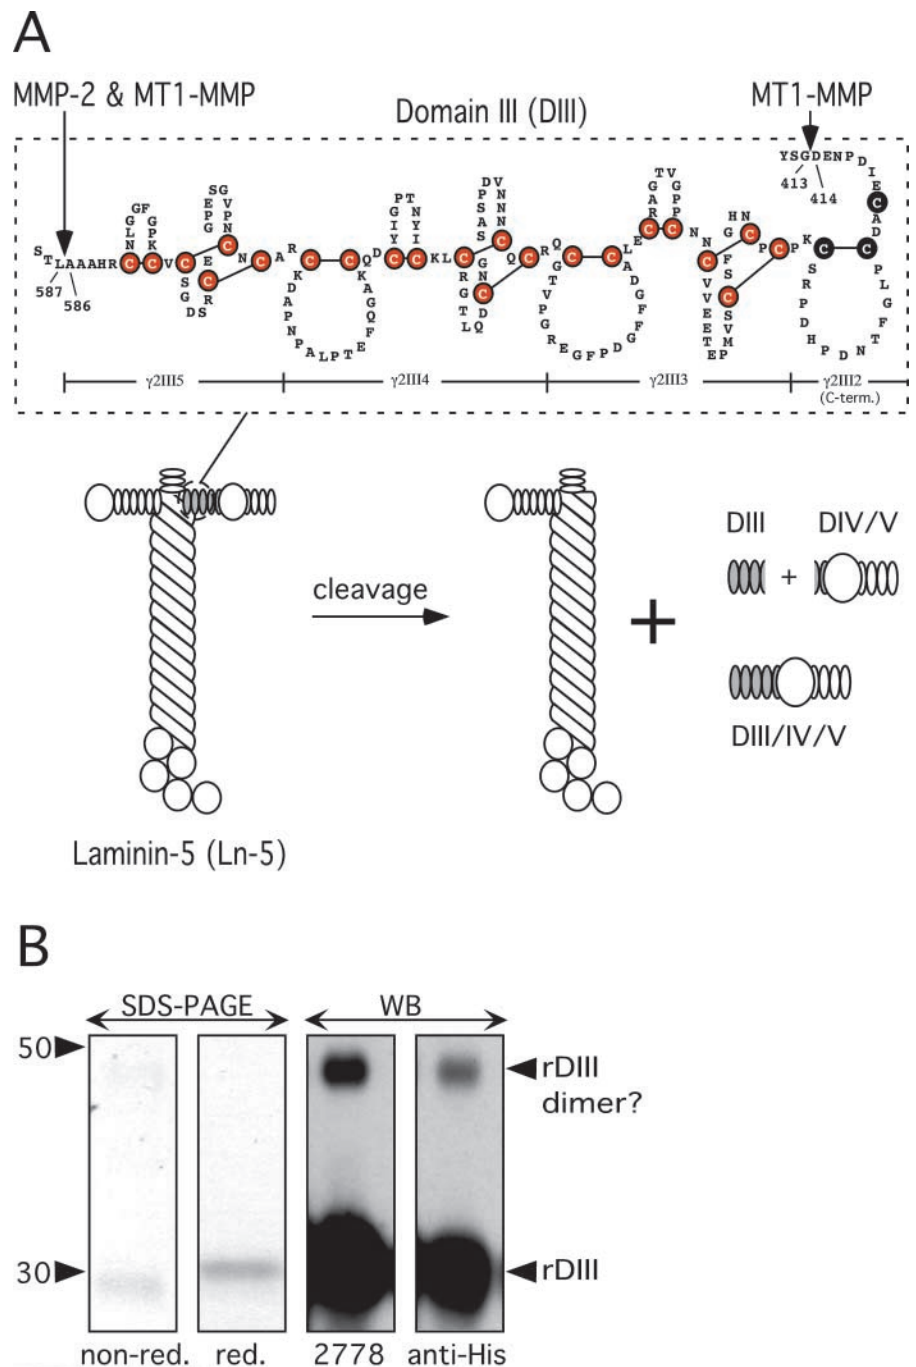 A
MMP-2 & MT1-MMP
Domain III (DIII)
MT1-MMP
YSGDENPDIE
413
414
STLAAAHR
587
586
γ2III5
γ2III4
γ2III3
γ2III2
(C-term.)
DIII
DIV/V
cleavage
+
+
DIII/IV/V
Laminin-5 (Ln-5)
B
SDS-PAGE
WB
50
rDIII
dimer?
30
rDIII
non-red.
red.
2778
anti-His